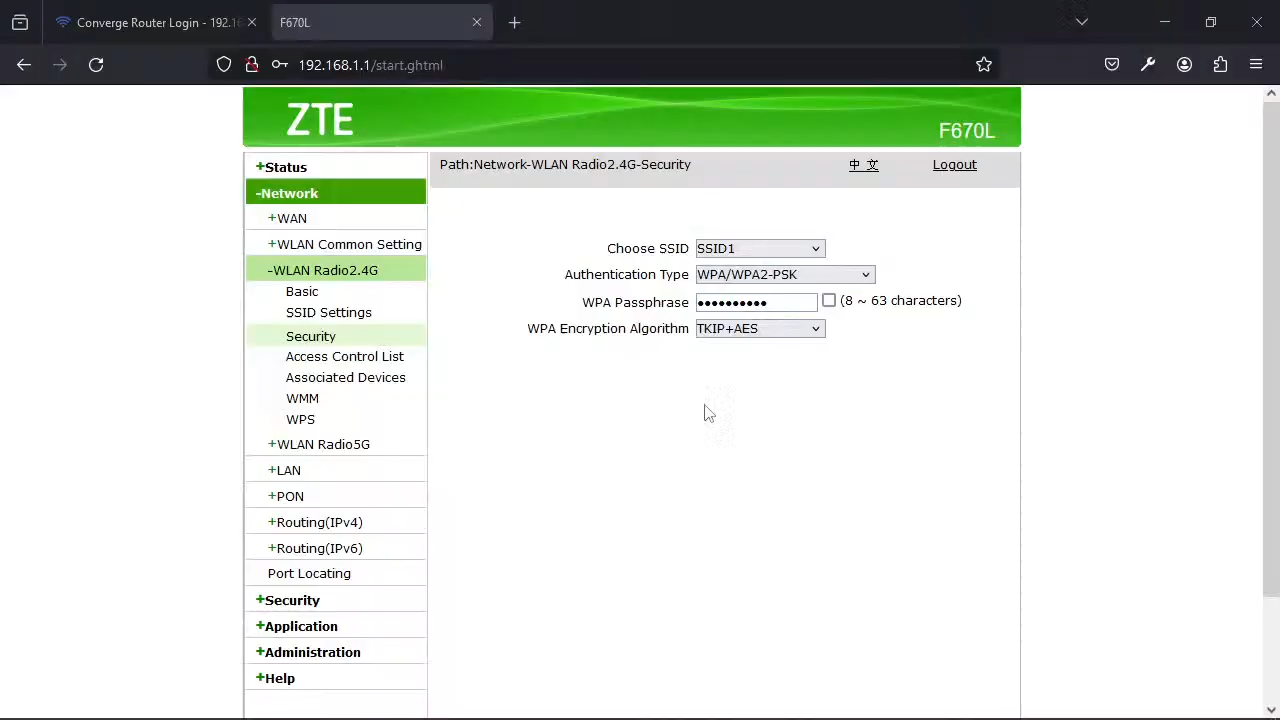 Converge Router Login - 192.16
F670L
192.168.1.1/start.ghtml
ZTE
F670L
+Status
-Network
+WAN
+WLAN Common Setting
-WLAN Radio2.4G
Basic
SSID Settings
Security
Access Control List
Associated Devices
WMM
WPS
+WLAN Radio5G
+LAN
+PON
+Routing(IPv4)
+Routing(IPv6)
Port Locating
+Security
+Application
+Administration
+Help
Path:Network-WLAN Radio2.4G-Security
中 文
Logout
Choose SSID SSID1
Authentication Type WPA/WPA2-PSK
WPA Passphrase •••••••••• (8 ~ 63 characters)
WPA Encryption Algorithm TKIP+AES